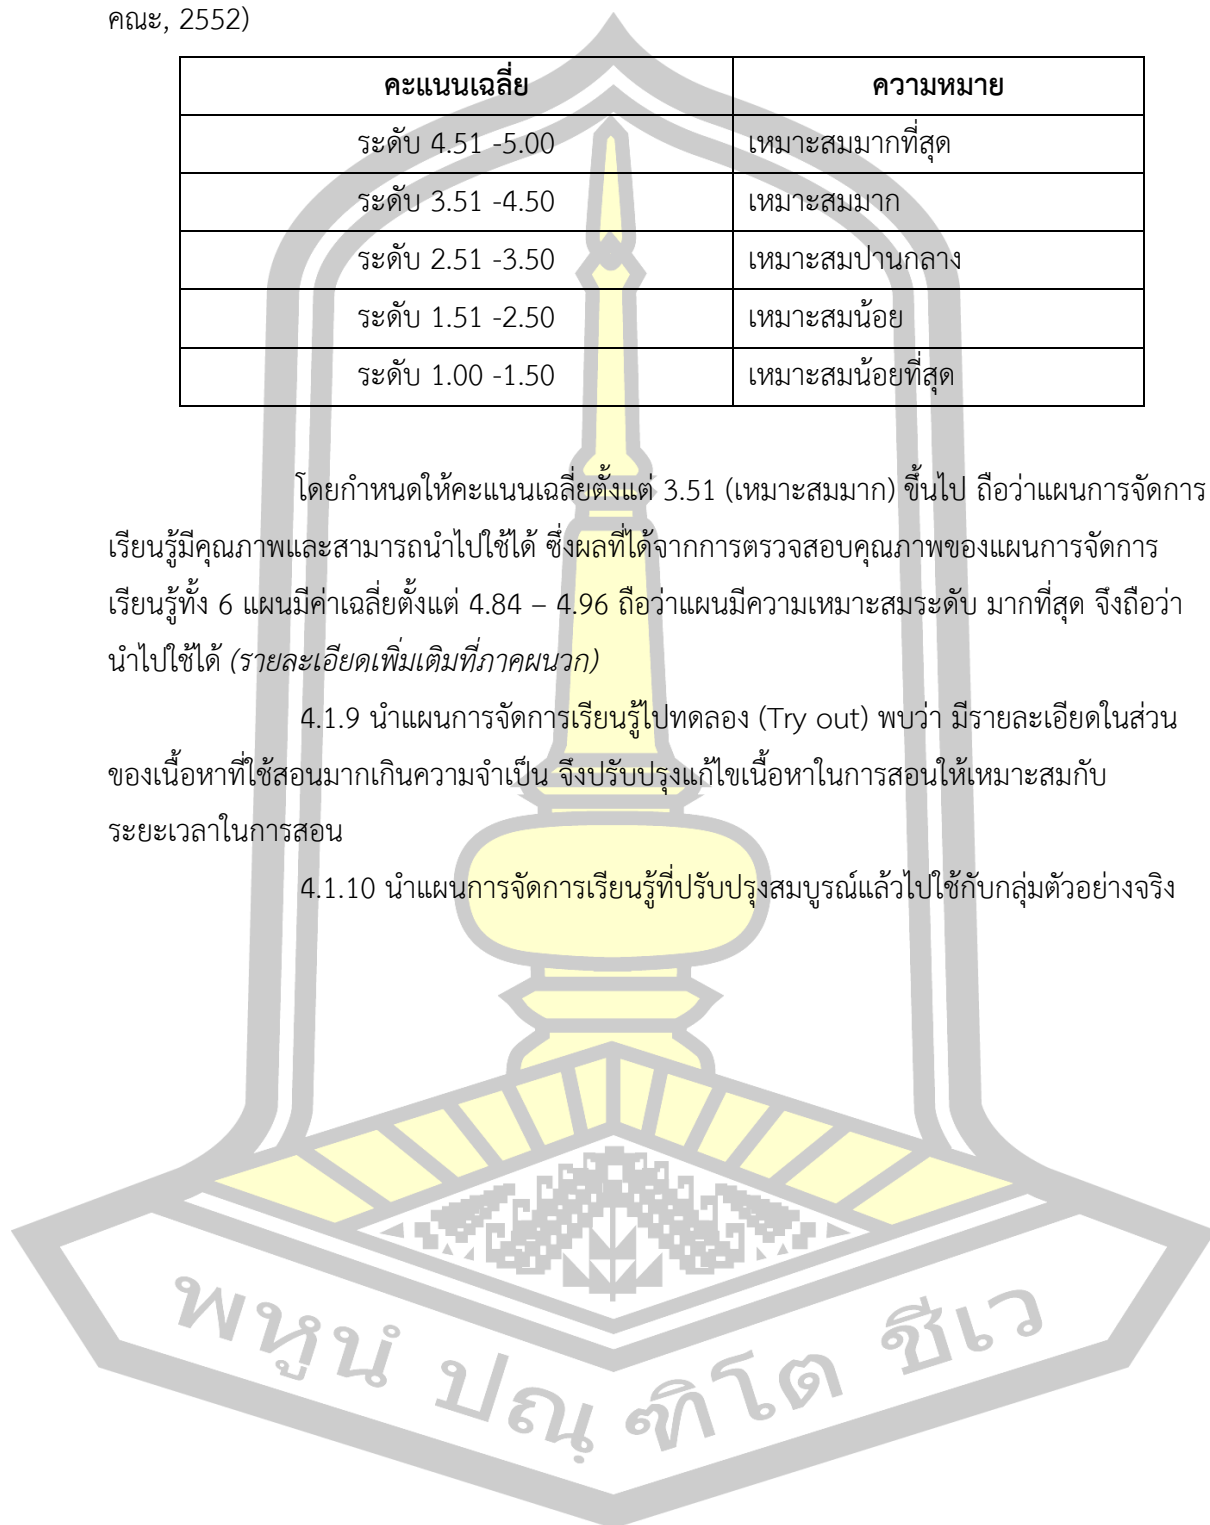 คณะ, 2552)
คะแนนเฉลี่ย ความหมาย
ระดับ 4.51 -5.00 เหมาะสมมากที่สุด
ระดับ 3.51 -4.50 เหมาะสมมาก
ระดับ 2.51 -3.50 เหมาะสมปานกลาง
ระดับ 1.51 -2.50 เหมาะสมน้อย
ระดับ 1.00 -1.50 เหมาะสมน้อยที่สุด
โดยกำหนดให้คะแนนเฉลี่ยตั้งแต่ 3.51 (เหมาะสมมาก) ขึ้นไป ถือว่าแผนการจัดการ
เรียนรู้มีคุณภาพและสามารถนำไปใช้ได้ ซึ่งผลที่ได้จากการตรวจสอบคุณภาพของแผนการจัดการ
เรียนรู้ทั้ง 6 แผนมีค่าเฉลี่ยตั้งแต่ 4.84 – 4.96 ถือว่าแผนมีความเหมาะสมระดับ มากที่สุด จึงถือว่า
นำไปใช้ได้ (รายละเอียดเพิ่มเติมที่ภาคผนวก)
4.1.9 นำแผนการจัดการเรียนรู้ไปทดลอง (Try out) พบว่า มีรายละเอียดในส่วน
ของเนื้อหาที่ใช้สอนมากเกินความจำเป็น จึงปรับปรุงแก้ไขเนื้อหาในการสอนให้เหมาะสมกับ
ระยะเวลาในการสอน
4.1.10 นำแผนการจัดการเรียนรู้ที่ปรับปรุงสมบูรณ์แล้วไปใช้กับกลุ่มตัวอย่างจริง
พหูนํ ปณฺฑิโต ชีเว